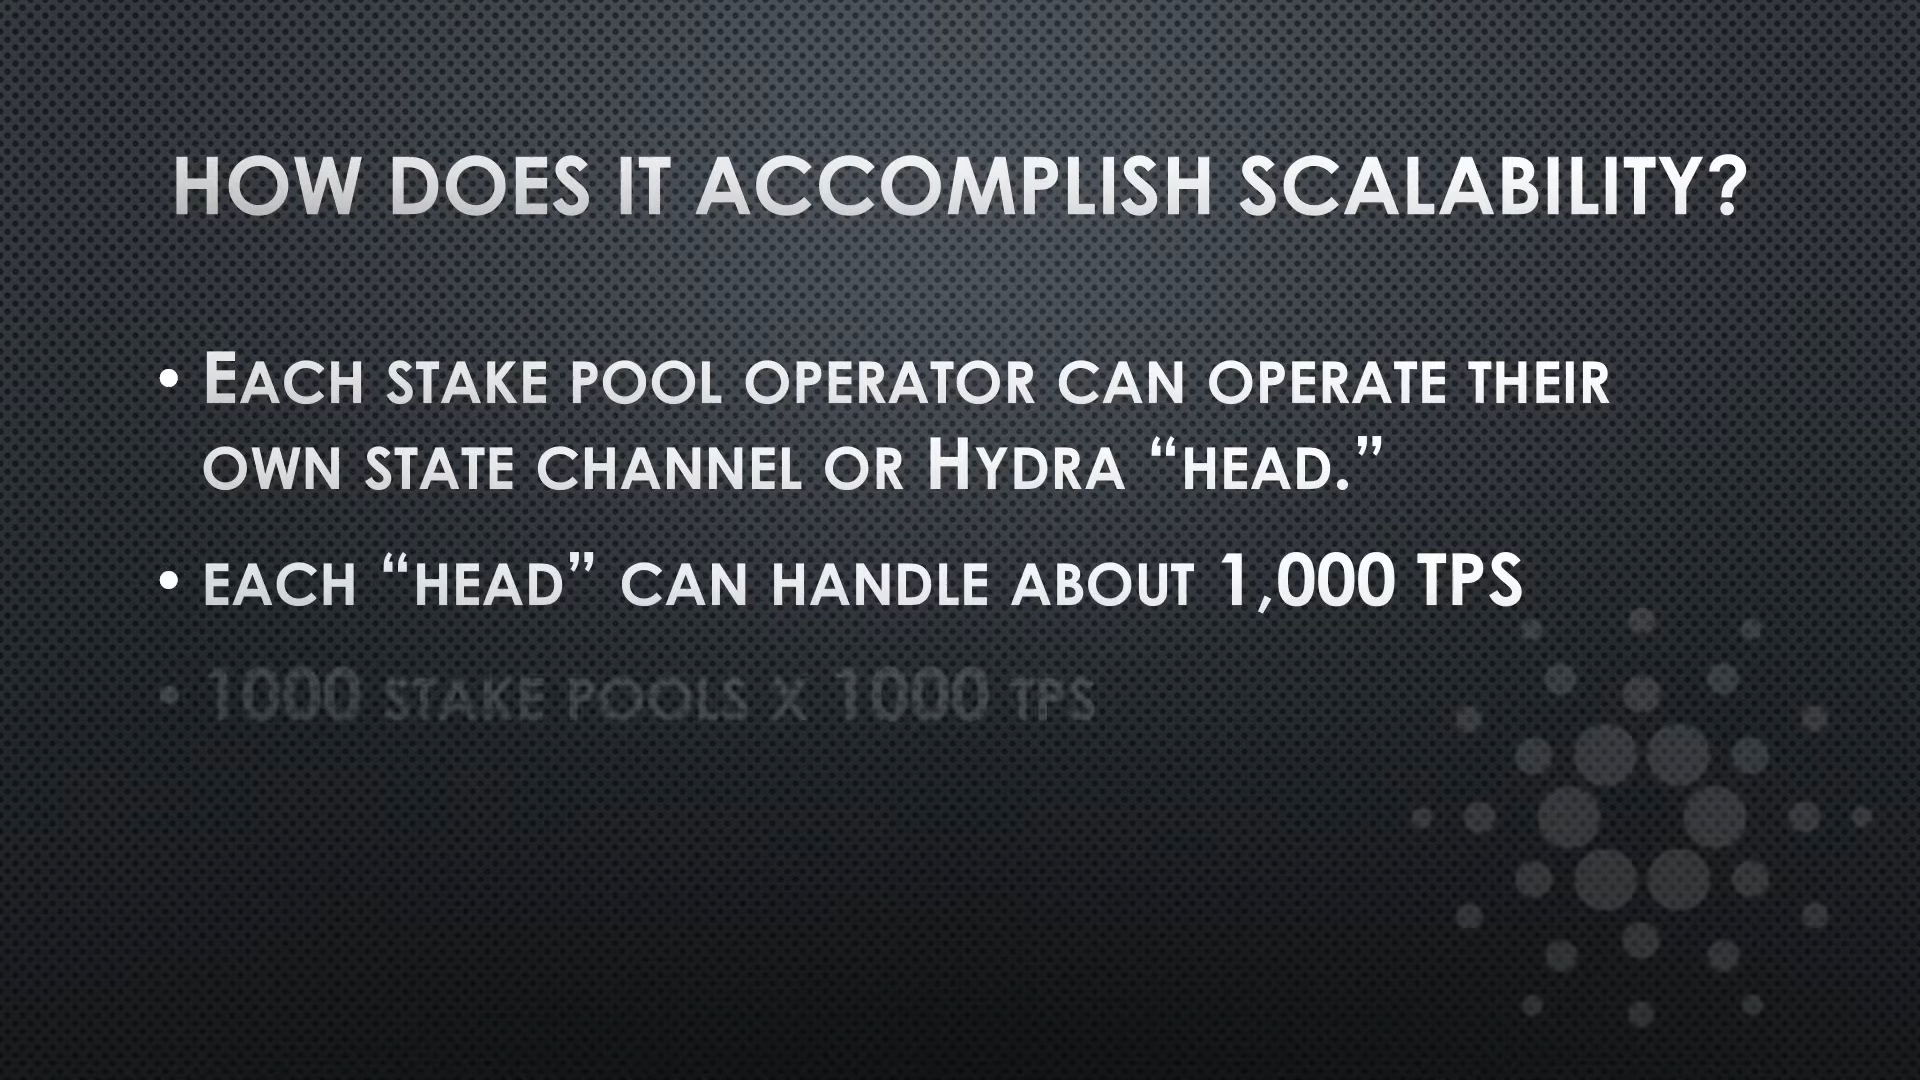 HOW DOES IT ACCOMPLISH SCALABILITY?
• EACH STAKE POOL OPERATOR CAN OPERATE THEIR
OWN STATE CHANNEL OR HYDRA “HEAD.”
• EACH “HEAD” CAN HANDLE ABOUT 1,000 TPS
• 1000 STAKE POOLS X 1000 TPS